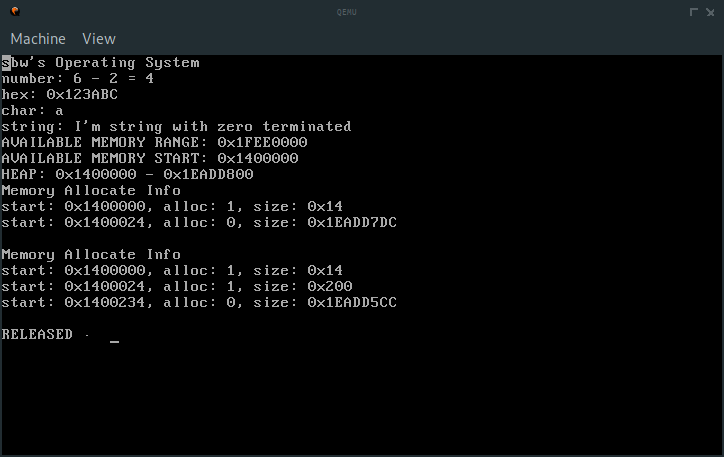 QEMU
Machine View
sbw's Operating System
number: 6 - 2 = 4
hex: 0x123ABC
char: a
string: I'm string with zero terminated
AVAILABLE MEMORY RANGE: 0x1FEE0000
AVAILABLE MEMORY START: 0x1400000
HEAP: 0x1400000 - 0x1EADD800
Memory Allocate Info
start: 0x1400000, alloc: 1, size: 0x14
start: 0x1400024, alloc: 0, size: 0x1EADD7DC
Memory Allocate Info
start: 0x1400000, alloc: 1, size: 0x14
start: 0x1400024, alloc: 1, size: 0x200
start: 0x1400234, alloc: 0, size: 0x1EADD5CC
RELEASED · _